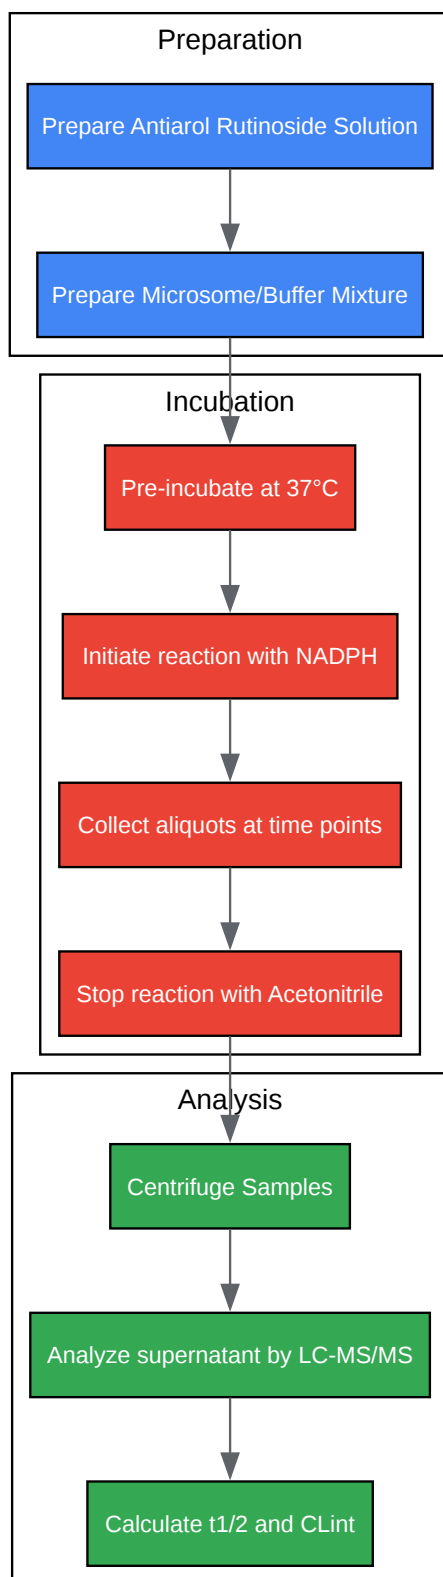 Preparation
Prepare Antiarol Rutinoside Solution
Prepare Microsome/Buffer Mixture
Incubation
Pre-incubate at 37°C
Initiate reaction with NADPH
Collect aliquots at time points
Stop reaction with Acetonitrile
Analysis
Centrifuge Samples
Analyze supernatant by LC-MS/MS
Calculate t1/2 and CLint